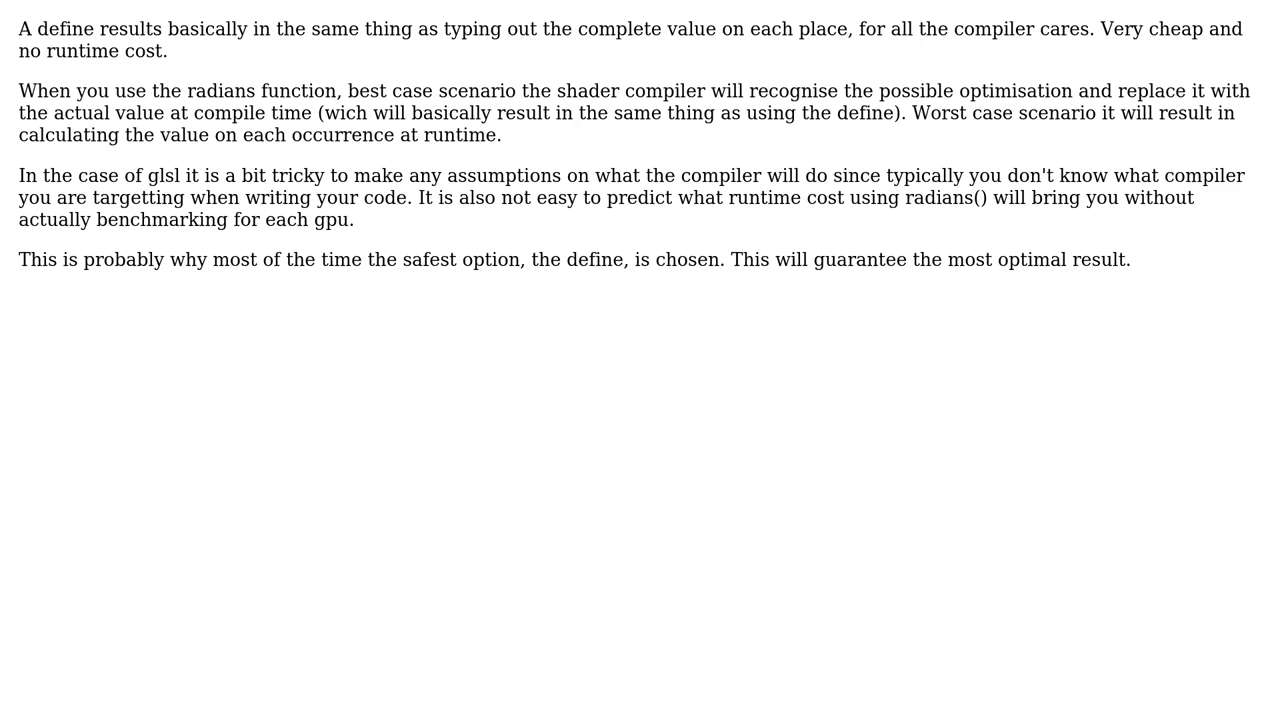 A define results basically in the same thing as typing out the complete value on each place, for all the compiler cares. Very cheap and
no runtime cost.
When you use the radians function, best case scenario the shader compiler will recognise the possible optimisation and replace it with
the actual value at compile time (wich will basically result in the same thing as using the define). Worst case scenario it will result in
calculating the value on each occurrence at runtime.
In the case of glsl it is a bit tricky to make any assumptions on what the compiler will do since typically you don't know what compiler
you are targetting when writing your code. It is also not easy to predict what runtime cost using radians() will bring you without
actually benchmarking for each gpu.
This is probably why most of the time the safest option, the define, is chosen. This will guarantee the most optimal result.